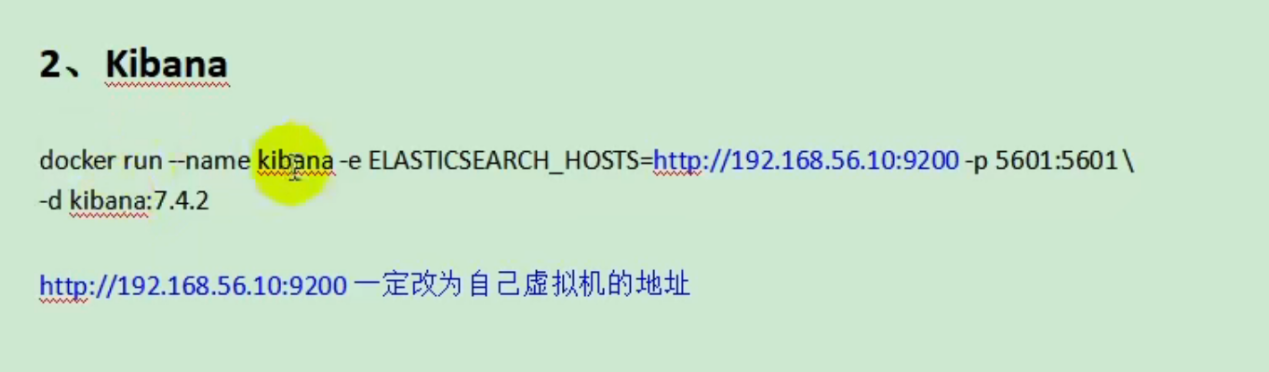 2、Kibana
docker run --name kibana -e ELASTICSEARCH_HOSTS=http://192.168.56.10:9200 -p 5601:5601 \
-d kibana:7.4.2
http://192.168.56.10:9200 一定改为自己虚拟机的地址